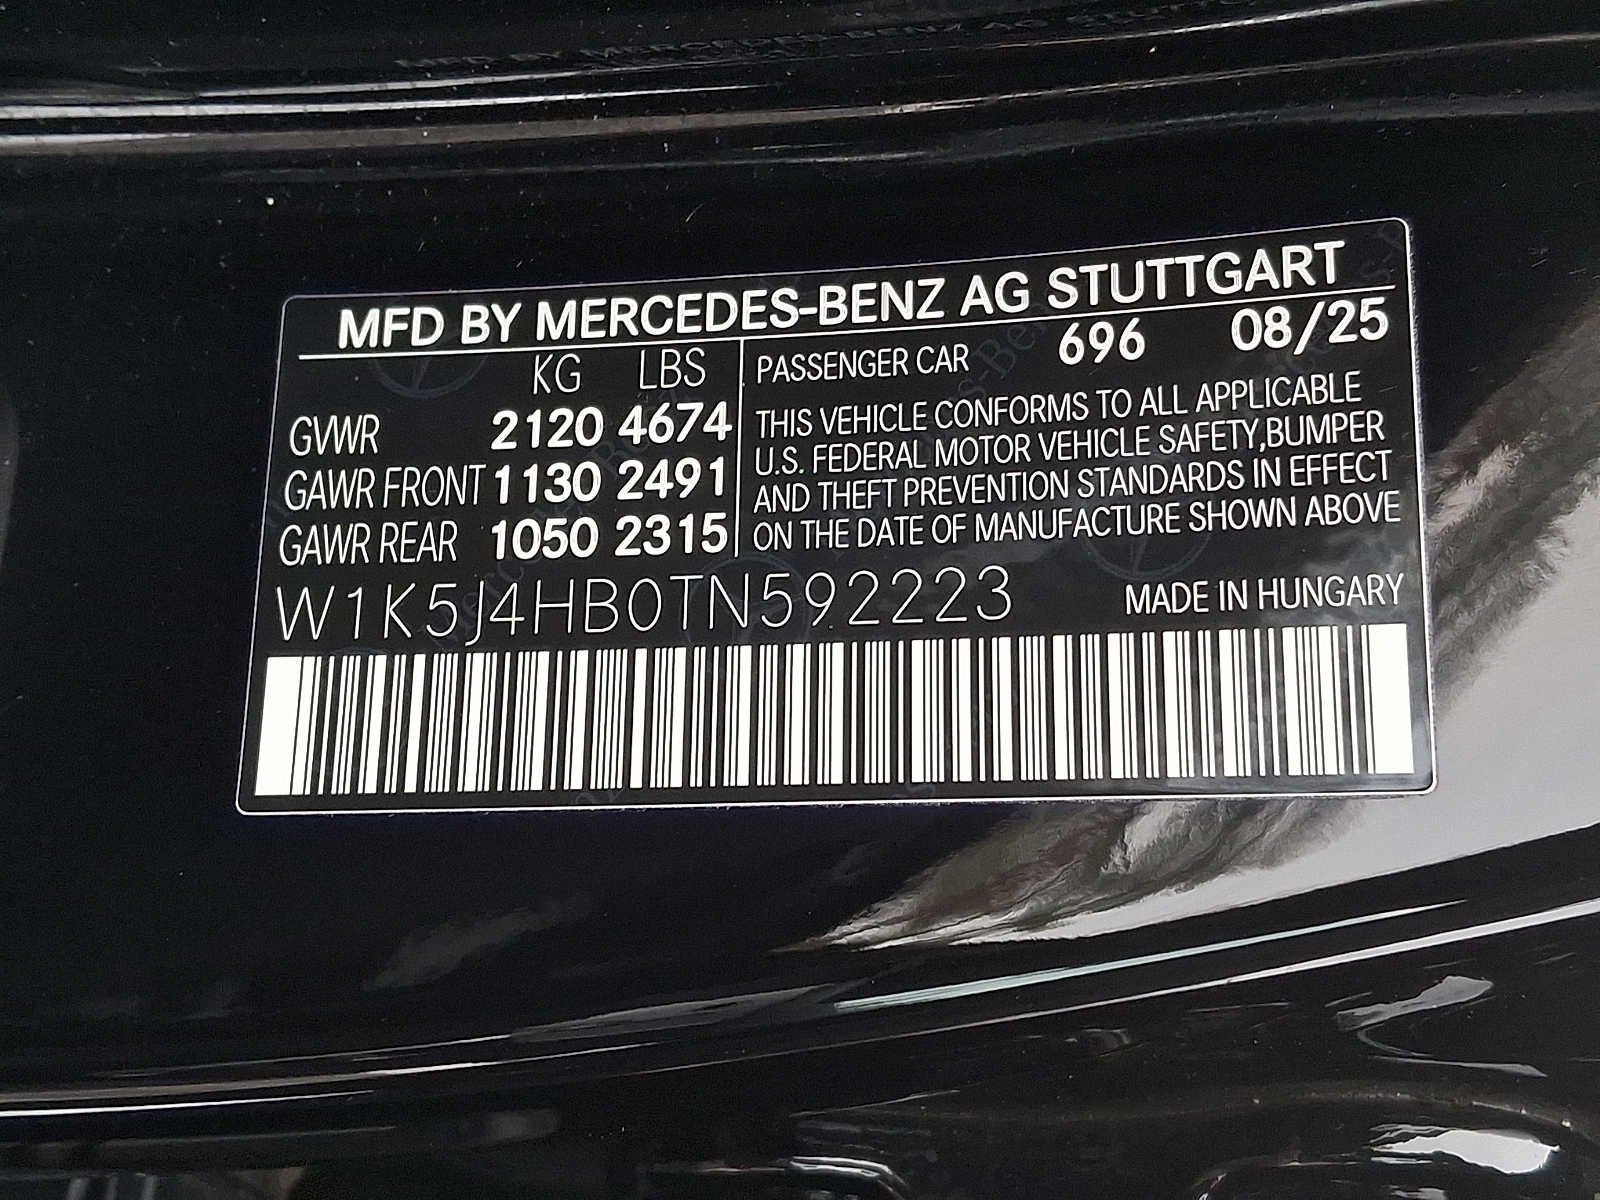 MFD BY MERCEDES-BENZ AG STUTTGART
KG LBS
GVWR 2120 4674
GAWR FRONT 1130 2491
GAWR REAR 1050 2315
PASSENGER CAR 696 08/25
THIS VEHICLE CONFORMS TO ALL APPLICABLE
U.S. FEDERAL MOTOR VEHICLE SAFETY,BUMPER
AND THEFT PREVENTION STANDARDS IN EFFECT
ON THE DATE OF MANUFACTURE SHOWN ABOVE
W1K5J4HB0TN592223
MADE IN HUNGARY